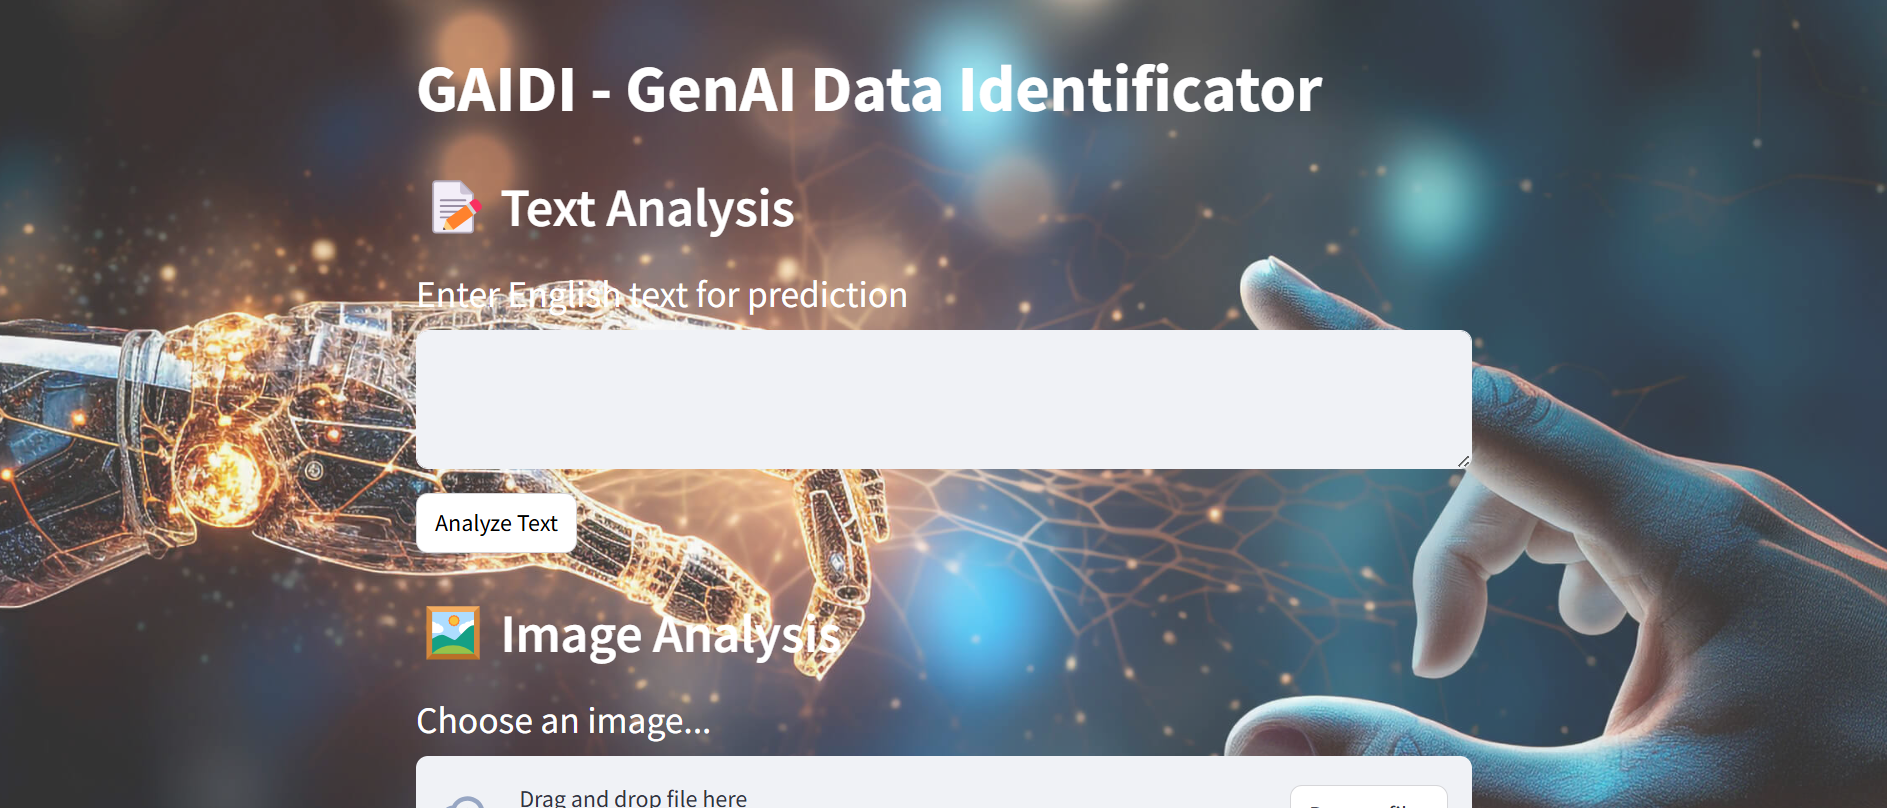 GAIDI - GenAI Data Identificator
Text Analysis
Enter English text for prediction
Analyze Text
Image Analysis
Choose an image...
Drag and drop file here